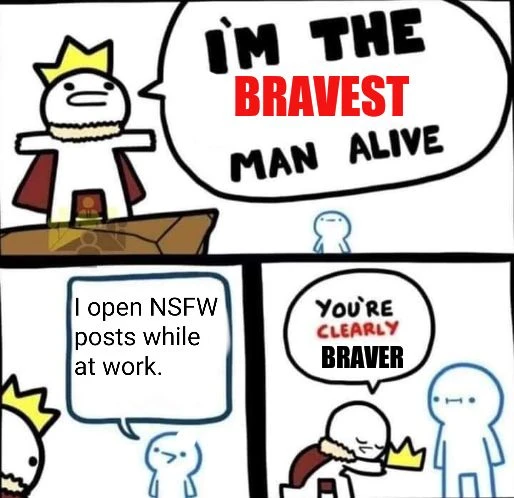 I'M THE
BRAVEST
MAN ALIVE
I open NSFW
posts while
at work.
YOU'RE
CLEARLY
BRAVER